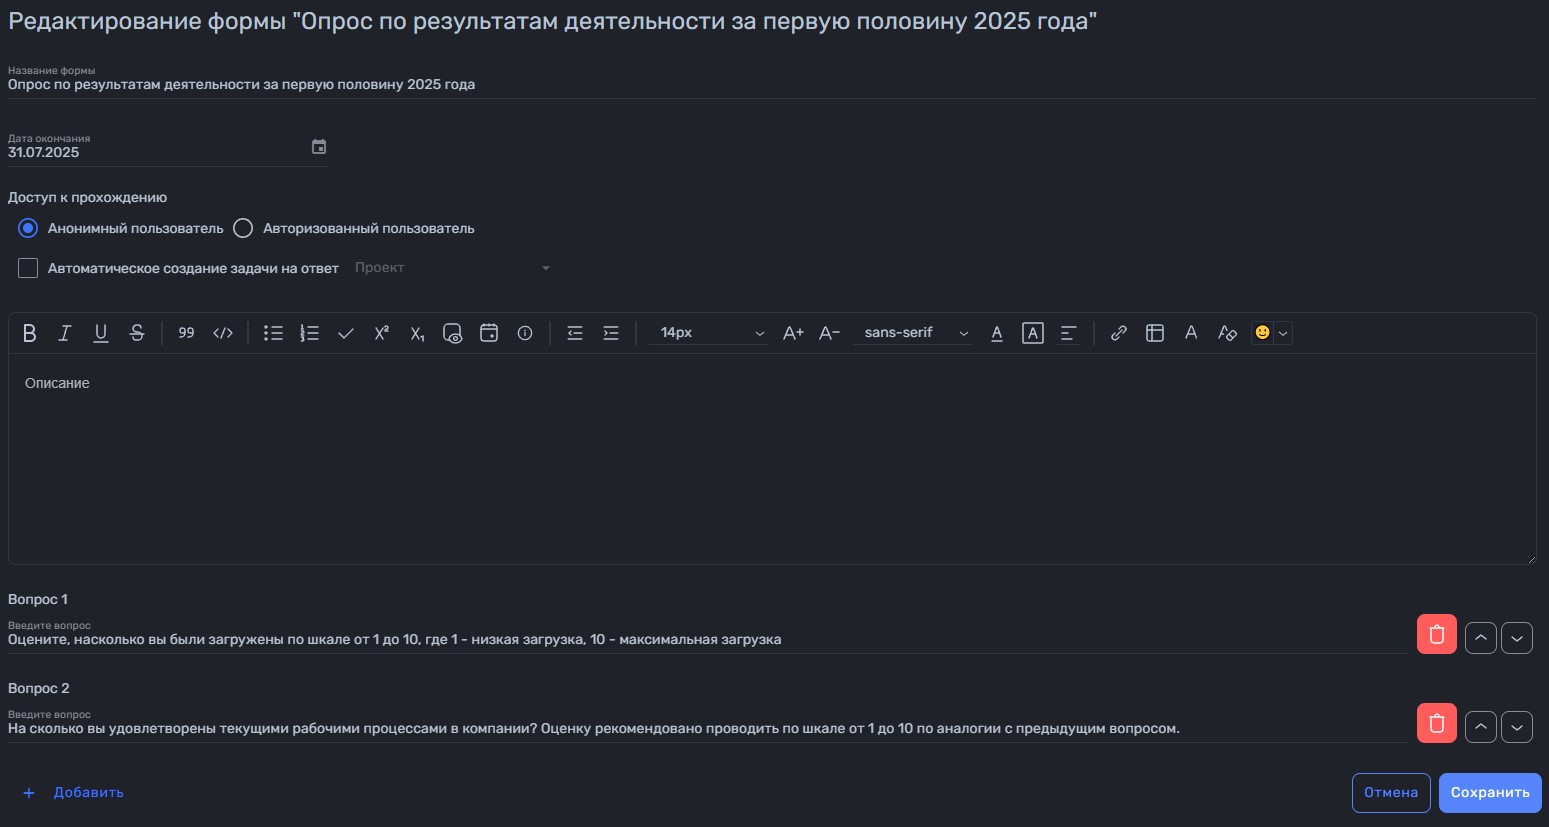 Редактирование формы "Опрос по результатам деятельности за первую половину 2025 года"
Название формы
Опрос по результатам деятельности за первую половину 2025 года
Дата окончания
31.07.2025
Доступ к прохождению
Анонимный пользователь Авторизованный пользователь
Автоматическое создание задачи на ответ Проект
B I U S 99 </> X² X₁ 14px A+ A- sans-serif A A A
Описание
Вопрос 1
Введите вопрос
Оцените, насколько вы были загружены по шкале от 1 до 10, где 1 - низкая загрузка, 10 - максимальная загрузка
Вопрос 2
Введите вопрос
На сколько вы удовлетворены текущими рабочими процессами в компании? Оценку рекомендовано проводить по шкале от 1 до 10 по аналогии с предыдущим вопросом.
+ Добавить Отмена Сохранить